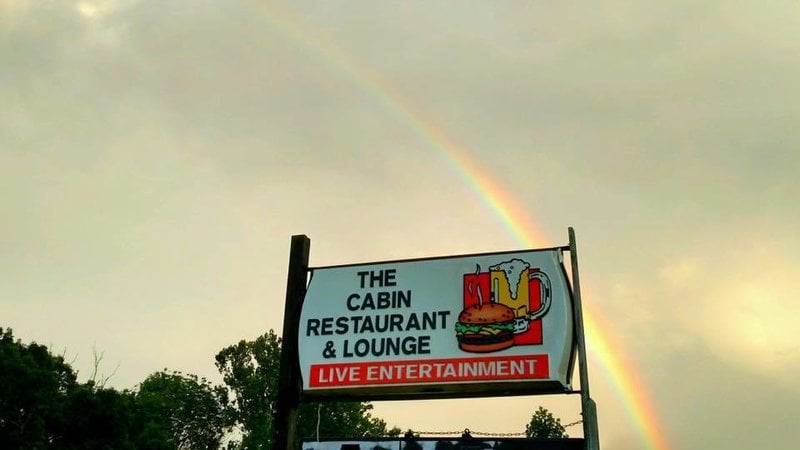 THE
CABIN
RESTAURANT
& LOUNGE
LIVE ENTERTAINMENT